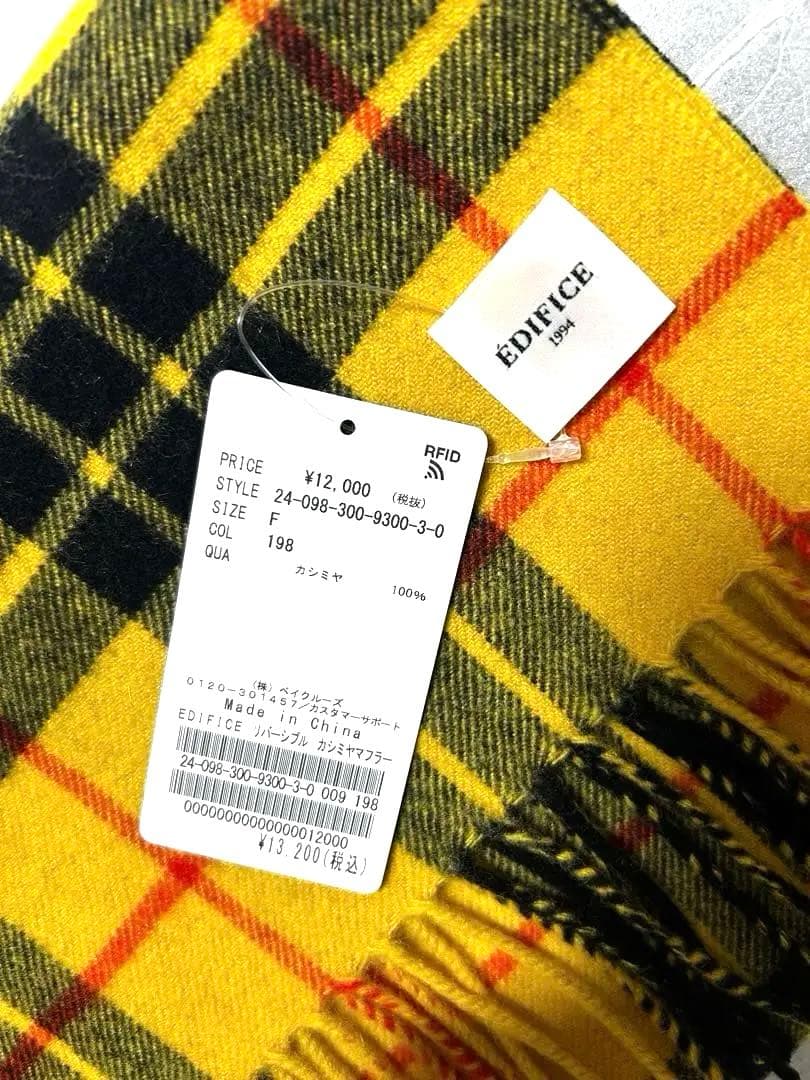 ÉDIFICE
1994
RFID
PRICE ¥12,000 (税抜)
STYLE 24-098-300-9300-3-0
SIZE F
COL 198
QUA
カシミヤ 100%
(株) ベイクルーズ
0120-301457/カスタマーサポート
Made in China
EDIFICE リバーシブル カシミヤマフラー
24-098-300-9300-3-0 009 198
0000000000000012000
¥13,200(税込)